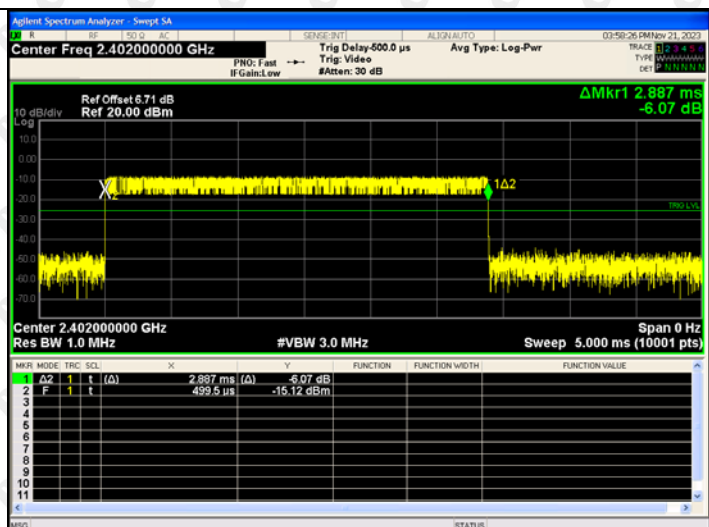 Agilent Spectrum Analyzer - Swept SA
R RF 50 Ω AC SENSE:INT ALIGN AUTO 03:58:26 PM Nov 21, 2023
Center Freq 2.402000000 GHz
PNO: Fast
IFGain:Low
Trig Delay-500.0 µs
Trig: Video
#Atten: 30 dB
Avg Type: Log-Pwr
TRACE 1 2 3 4 5 6
TYPE W
DET P N N N N N
ΔMkr1 2.887 ms
-6.07 dB
Ref Offset 6.71 dB
10 dB/div Ref 20.00 dBm
Log
10.0
0.00
-10.0
1Δ2
X2
-20.0
TRIG LVL
-30.0
-40.0
-50.0
-60.0
-70.0
Center 2.402000000 GHz Span 0 Hz
Res BW 1.0 MHz #VBW 3.0 MHz Sweep 5.000 ms (10001 pts)
MKR MODE TRC SCL X Y FUNCTION FUNCTION WIDTH FUNCTION VALUE
1 Δ2 1 t (Δ) 2.887 ms (Δ) -6.07 dB
2 F 1 t 499.5 µs -15.12 dBm
3
4
5
6
7
8
9
10
11
MSG STATUS